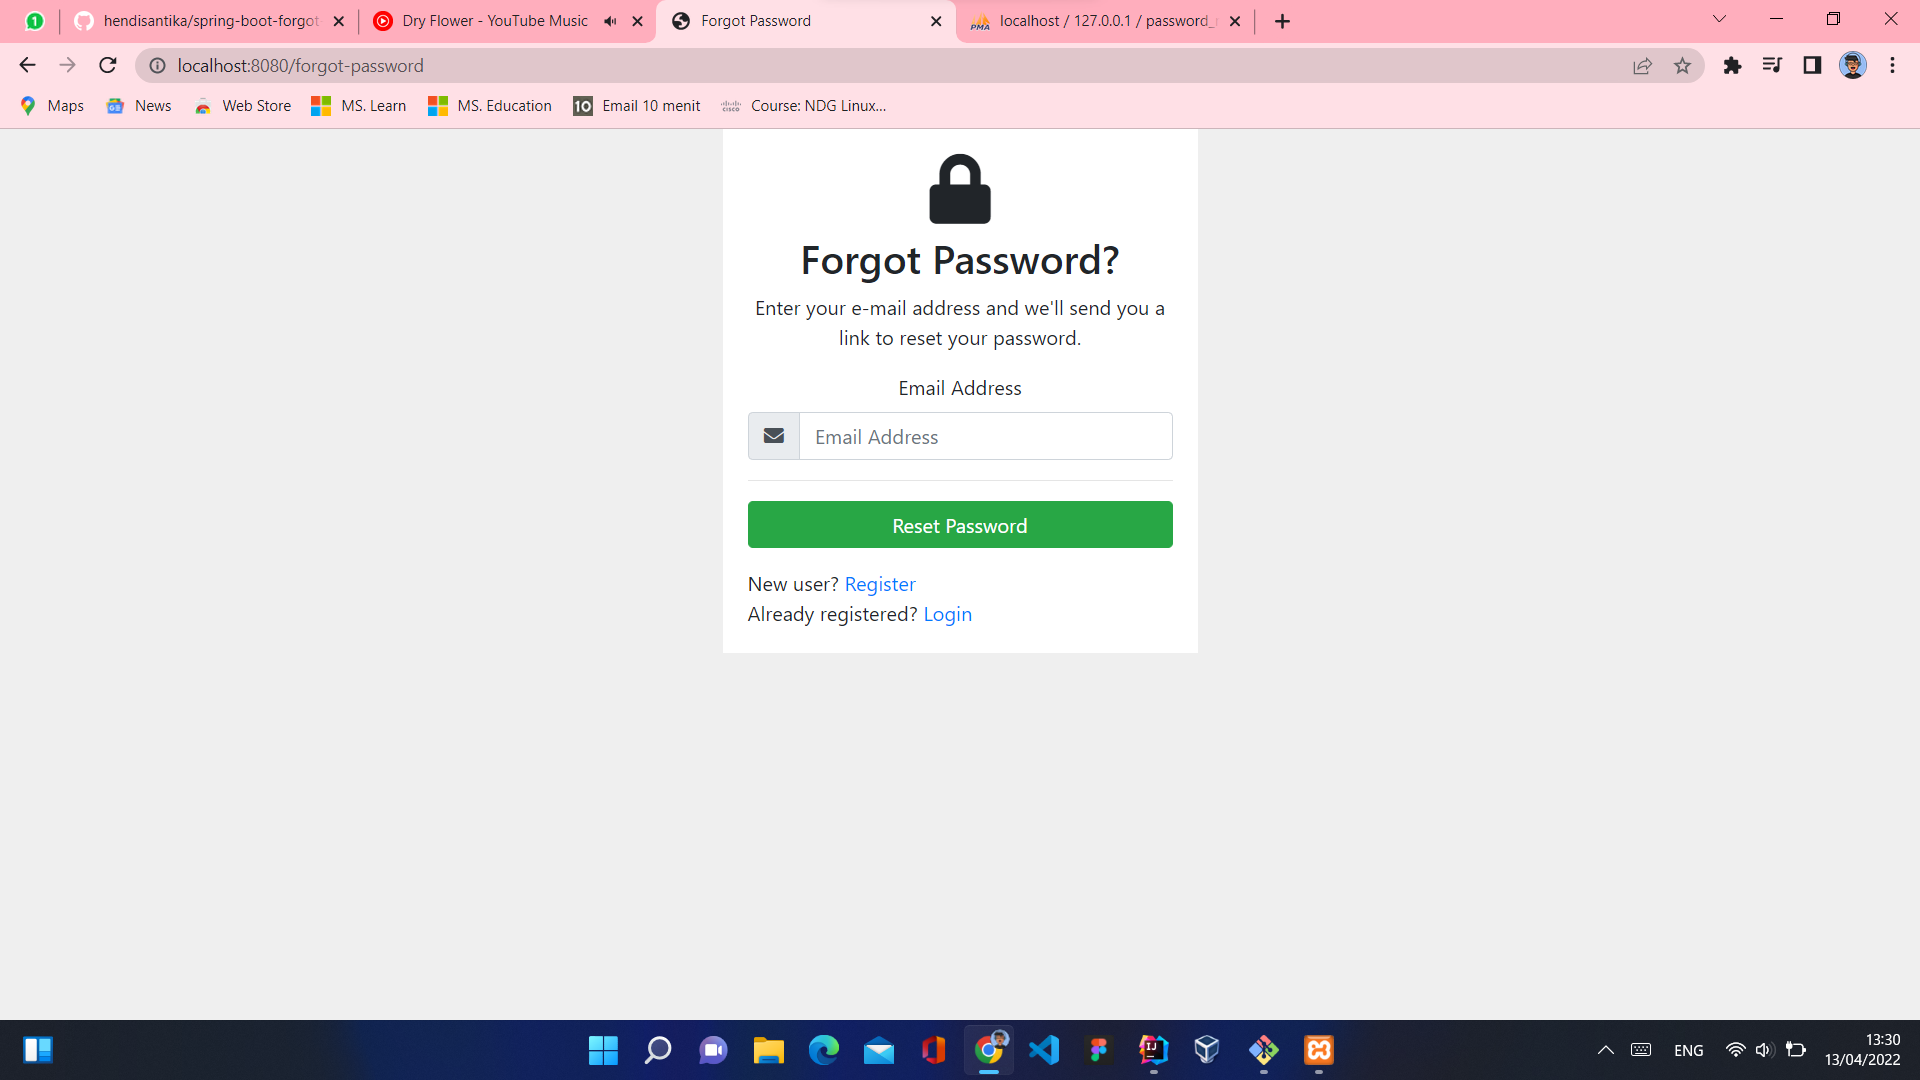 hendisantika/spring-boot-forgot-
Dry Flower - YouTube Music
Forgot Password
localhost / 127.0.0.1 / password_
localhost:8080/forgot-password
Maps
News
Web Store
MS. Learn
MS. Education
10
Email 10 menit
CISCO
Course: NDG Linux...
Forgot Password?
Enter your e-mail address and we'll send you a
link to reset your password.
Email Address
Email Address
Reset Password
New user? Register
Already registered? Login
ENG
13:30
13/04/2022